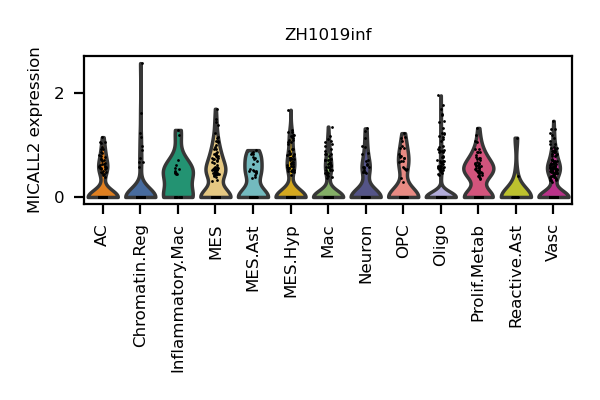 ZH1019inf
MICALL2 expression
2
0
AC
Chromatin.Reg
Inflammatory.Mac
MES
MES.Ast
MES.Hyp
Mac
Neuron
OPC
Oligo
Prolif.Metab
Reactive.Ast
Vasc